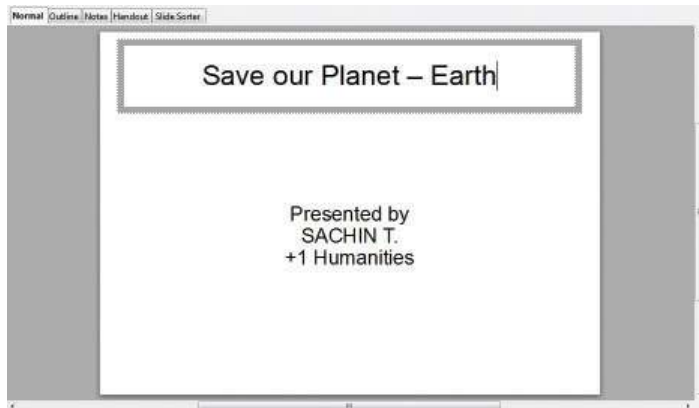 Normal Outline Notes Handout Slide Sorter
Save our Planet – Earth
Presented by
SACHIN T.
+1 Humanities